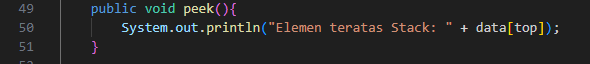 49 public void peek(){
50 System.out.println("Elemen teratas Stack: " + data[top]);
51 }